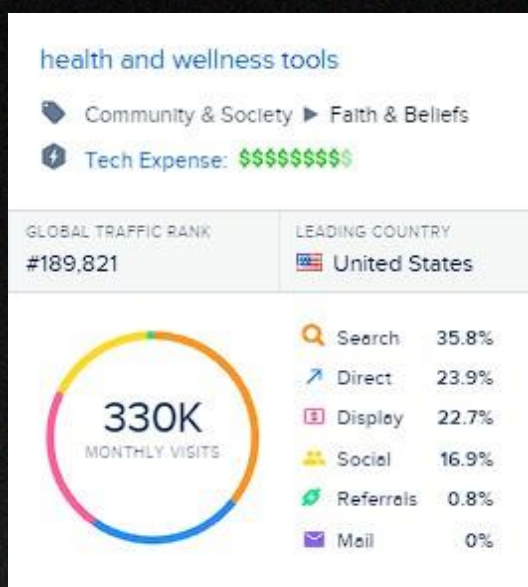 health and wellness tools
Community & Society ▶ Faith & Beliefs
Tech Expense: $$$$$$$$$
GLOBAL TRAFFIC RANK
#189,821
LEADING COUNTRY
United States
330K
MONTHLY VISITS
Search 35.8%
Direct 23.9%
Display 22.7%
Social 16.9%
Referrals 0.8%
Mail 0%